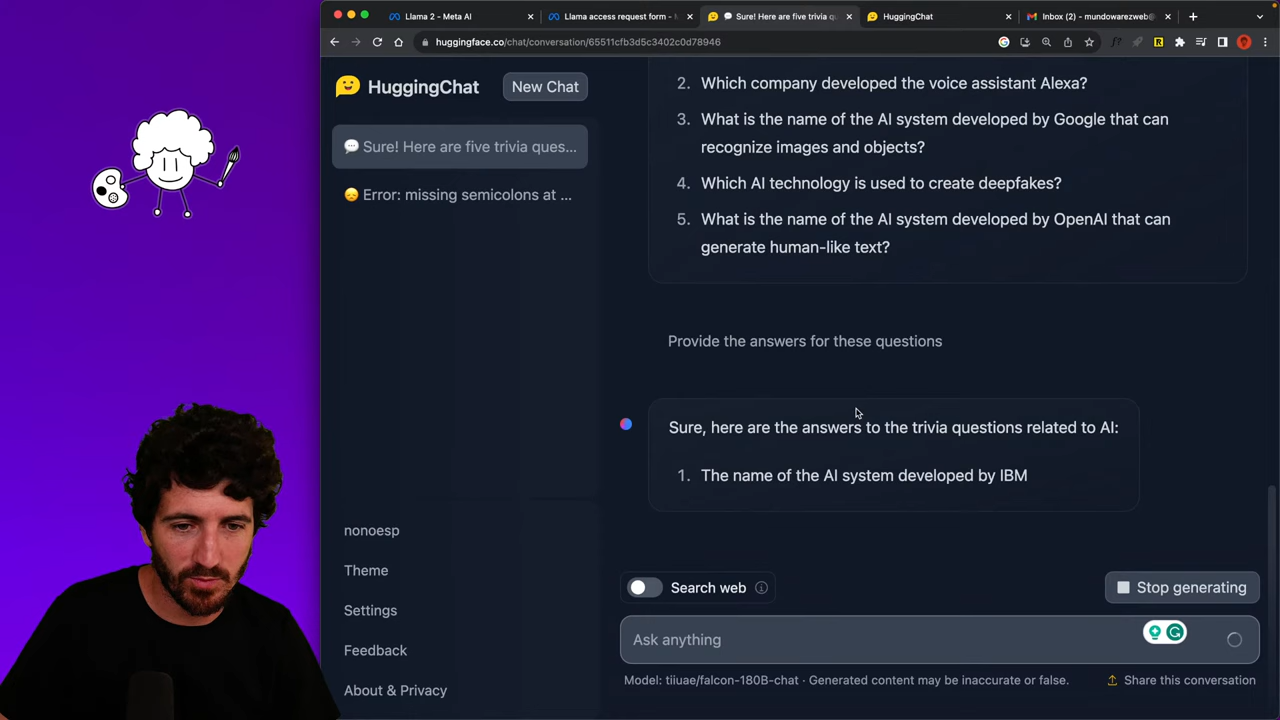 Llama 2 - Meta AI
Llama access request form -
Sure! Here are five trivia qu
HuggingChat
Inbox (2) - mundowarezweb@
huggingface.co/chat/conversation/65511cfb3d5c3402c0d78946
HuggingChat
New Chat
Sure! Here are five trivia ques...
Error: missing semicolons at ...
2. Which company developed the voice assistant Alexa?
3. What is the name of the AI system developed by Google that can
recognize images and objects?
4. Which AI technology is used to create deepfakes?
5. What is the name of the AI system developed by OpenAI that can
generate human-like text?
Provide the answers for these questions
Sure, here are the answers to the trivia questions related to AI:
1. The name of the AI system developed by IBM
nonoesp
Theme
Settings
Feedback
About & Privacy
Search web
Stop generating
Ask anything
Model: tiiuae/falcon-180B-chat · Generated content may be inaccurate or false.
Share this conversation